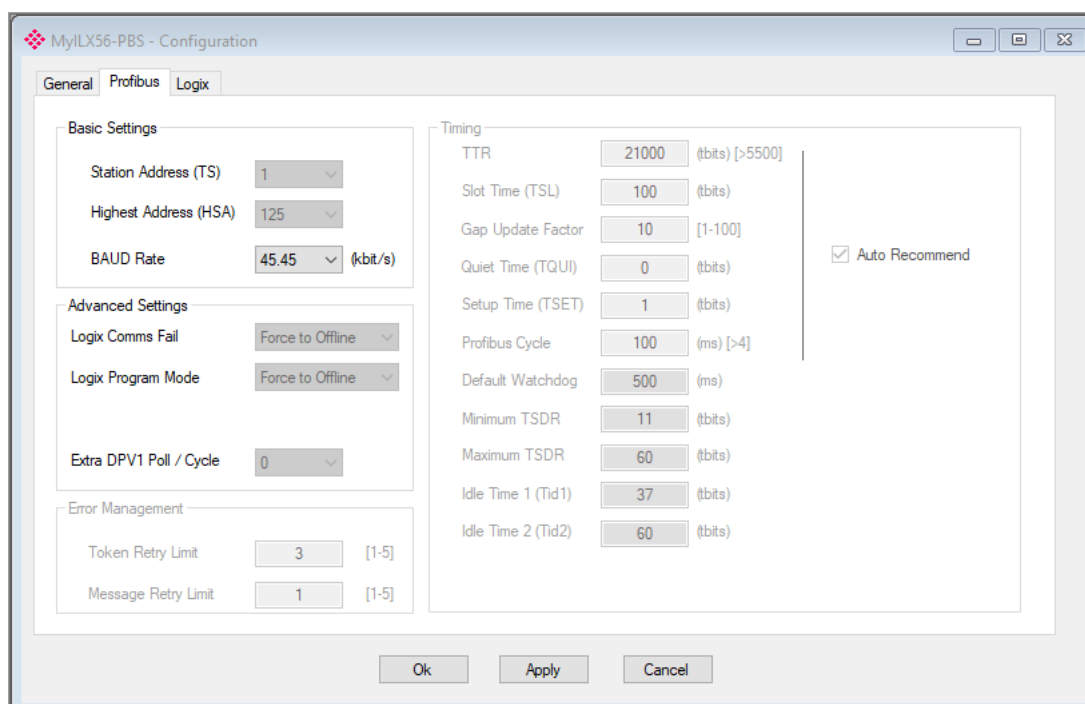 MyILX56-PBS - Configuration
General Profibus Logix
Basic Settings
Station Address (TS) 1
Highest Address (HSA) 125
BAUD Rate 45.45 (kbit/s)
Advanced Settings
Logix Comms Fail Force to Offline
Logix Program Mode Force to Offline
Extra DPV1 Poll / Cycle 0
Error Management
Token Retry Limit 3 [1-5]
Message Retry Limit 1 [1-5]
Timing
TTR 21000 (tbits) [>5500]
Slot Time (TSL) 100 (tbits)
Gap Update Factor 10 [1-100]
Quiet Time (TQUI) 0 (tbits)
Setup Time (TSET) 1 (tbits)
Profibus Cycle 100 (ms) [>4]
Default Watchdog 500 (ms)
Minimum TSDR 11 (tbits)
Maximum TSDR 60 (tbits)
Idle Time 1 (Tid1) 37 (tbits)
Idle Time 2 (Tid2) 60 (tbits)
Auto Recommend
Ok Apply Cancel